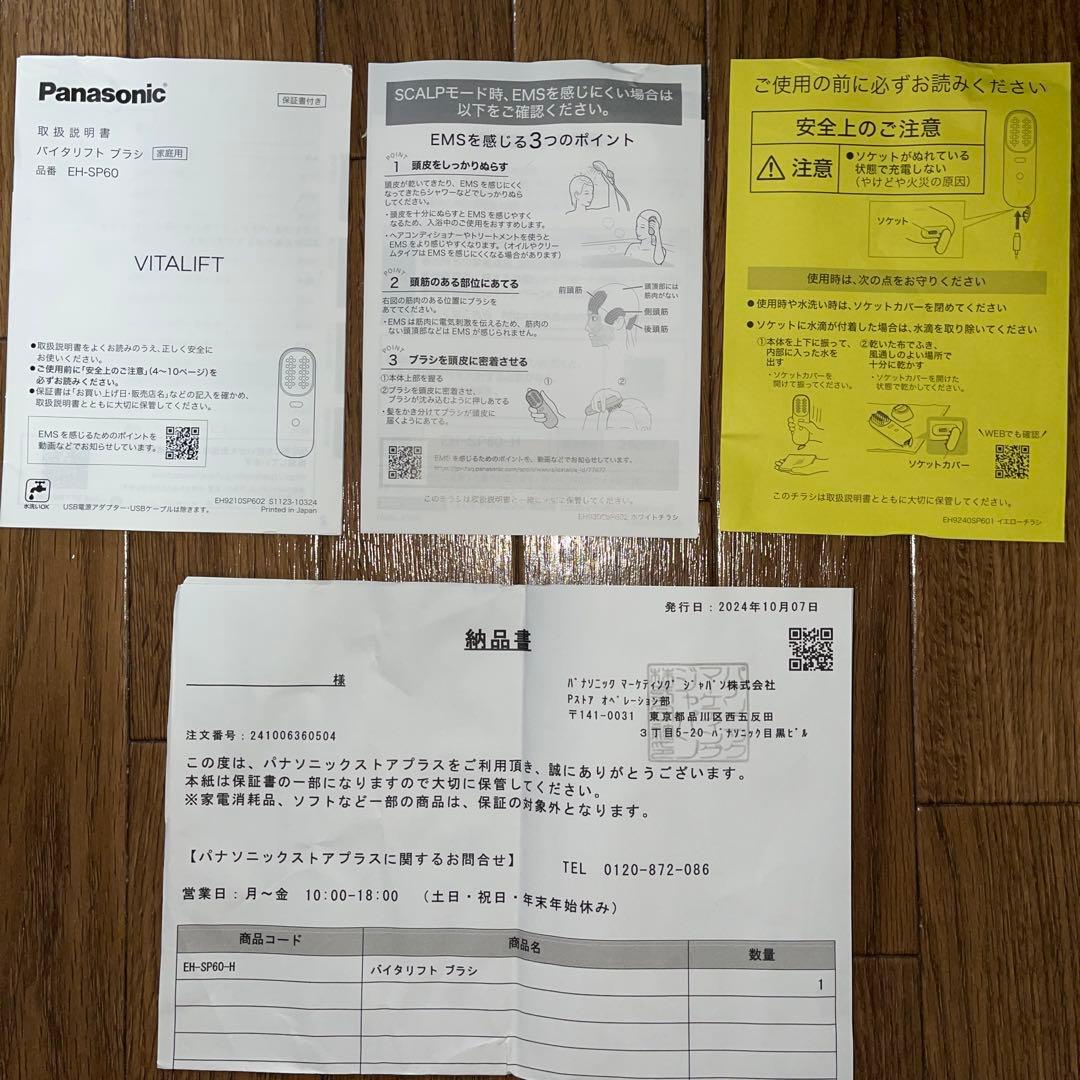 Panasonic
保証書付き
取扱説明書
バイタリフト ブラシ 家庭用
品番 EH-SP60
VITALIFT
●取扱説明書をよくお読みのうえ、正しく安全に
お使いください。
●ご使用前に「安全上のご注意」(4〜10ページ)を
必ずお読みください。
●保証書は「お買い上げ日・販売店名」などの記入を確かめ、
取扱説明書とともに大切に保管してください。
EMSを感じるためのポイントを
動画などでお知らせしています。
水洗いOK
USB電源アダプター・USBケーブルは除きます。
EH9210SP602 S1123-10324
Printed in Japan
SCALPモード時、EMSを感じにくい場合は
以下をご確認ください。
EMSを感じる3つのポイント
POINT
1 頭皮をしっかりぬらす
頭皮が乾いてきたり、EMSを感じにくく
なってきたらシャワーなどでしっかりぬら
してください。
・頭皮を十分にぬらすとEMSを感じやすく
なるため、入浴中のご使用をおすすめします。
・ヘアコンディショナーやトリートメントを使うと
EMSをより感じやすくなります。(オイルやクリー
ムタイプはEMSを感じにくくなる場合があります)
POINT
2 頭筋のある部位にあてる
右図の筋肉のある位置にブラシを
あててください。
・EMSは筋肉に電気刺激を伝えるため、筋肉の
ない頭頂部などはEMSが感じられません。
前頭筋
頭頂部には
筋肉がない
側頭筋
後頭筋
POINT
3 ブラシを頭皮に密着させる
①本体上部を握る
②ブラシを頭皮に密着させ、
ブラシが沈み込むように押しあてる
・髪をかき分けてブラシが頭皮に
届くようにあてる。
①
②
EMSを感じるためのポイントを、動画などでお知らせしています。
このチラシは取扱説明書と一緒に大切に保管してください。
ホワイトチラシ
ご使用の前に必ずお読みください
安全上のご注意
注意
●ソケットがぬれている
状態で充電しない
(やけどや火災の原因)
ソケット
使用時は、次の点をお守りください
●使用時や水洗い時は、ソケットカバーを閉めてください
●ソケットに水滴が付着した場合は、水滴を取り除いてください
①本体を上下に振って、
内部に入った水を
出す
・ソケットカバーを
開けて振ってください。
②乾いた布でふき、
風通しのよい場所で
十分に乾かす
・ソケットカバーを開けた
状態で乾かしてください。
WEBでも確認
ソケットカバー
このチラシは取扱説明書とともに大切に保管してください。
EH9240SP601 イエローチラシ
発行日：2024年10月07日
納品書
様
パナソニック マーケティング ジャパン株式会社
Pストア オペレーション部
〒141-0031 東京都品川区西五反田
3丁目5-20 パナソニック目黒ビル
注文番号：241006360504
この度は、パナソニックストアプラスをご利用頂き、誠にありがとうございます。
本紙は保証書の一部になりますので大切に保管してください。
※家電消耗品、ソフトなど一部の商品は、保証の対象外となります。
【パナソニックストアプラスに関するお問合せ】 TEL 0120-872-086
営業日：月〜金 10:00-18:00 (土日・祝日・年末年始休み)
商品コード 商品名 数量
EH-SP60-H バイタリフト ブラシ 1